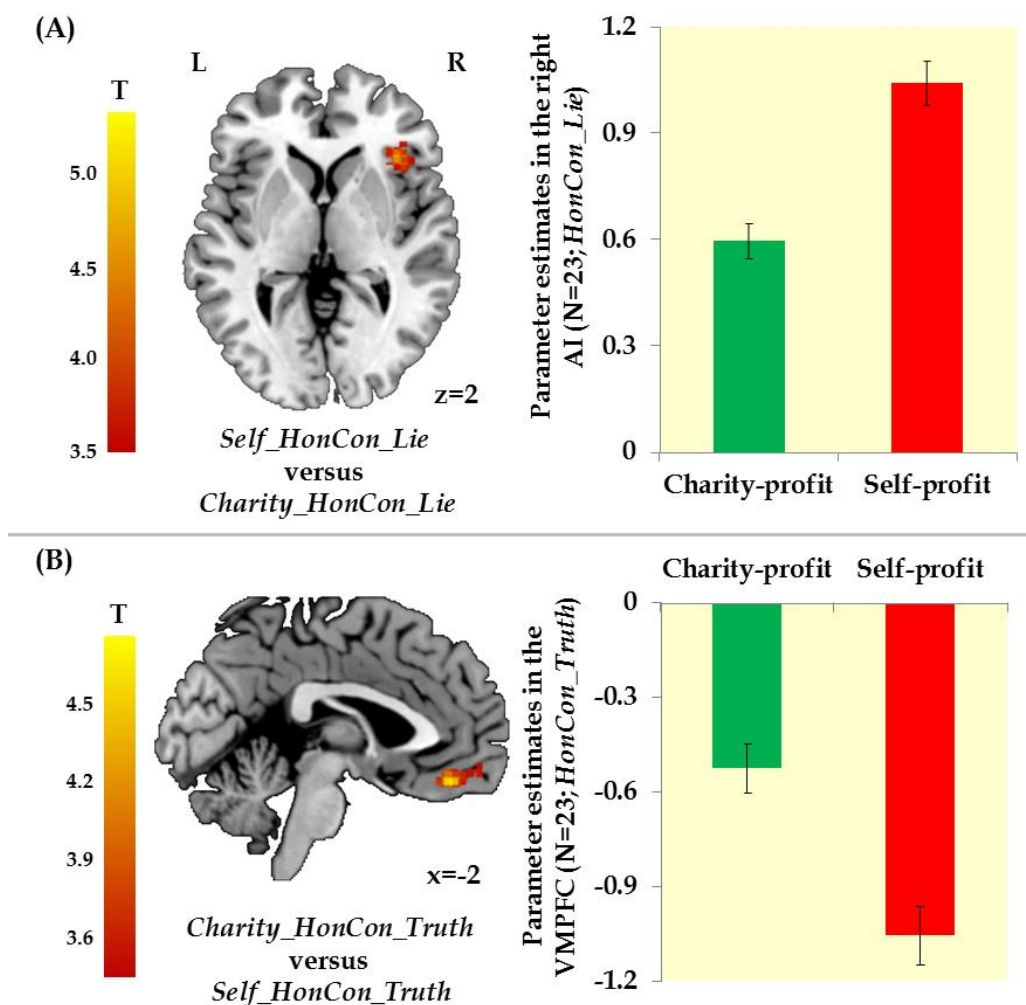 (A)
L R
T
5.0
4.5
4.0
3.5
z=2
Self_HonCon_Lie
versus
Charity_HonCon_Lie
Parameter estimates in the right
AI (N=23; HonCon_Lie)
1.2
0.9
0.6
0.3
0
Charity-profit Self-profit
(B)
T
4.5
4.2
3.9
3.6
x=-2
Charity_HonCon_Truth
versus
Self_HonCon_Truth
Charity-profit Self-profit
Parameter estimates in the
VMPFC (N=23; HonCon_Truth)
0
-0.3
-0.6
-0.9
-1.2